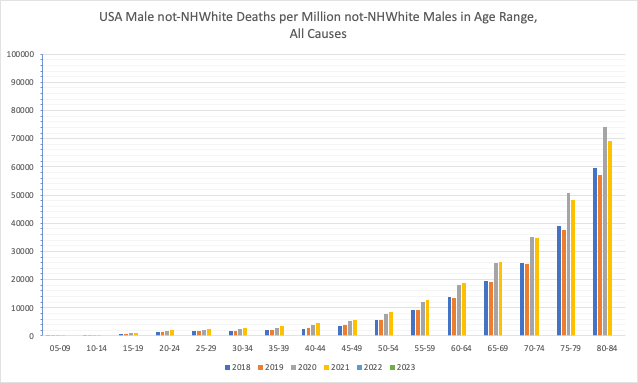 USA Male not-NHWhite Deaths per Million not-NHWhite Males in Age Range,
All Causes
100000
90000
80000
70000
60000
50000
40000
30000
20000
10000
0
05-09 10-14 15-19 20-24 25-29 30-34 35-39 40-44 45-49 50-54 55-59 60-64 65-69 70-74 75-79 80-84
2018 2019 2020 2021 2022 2023